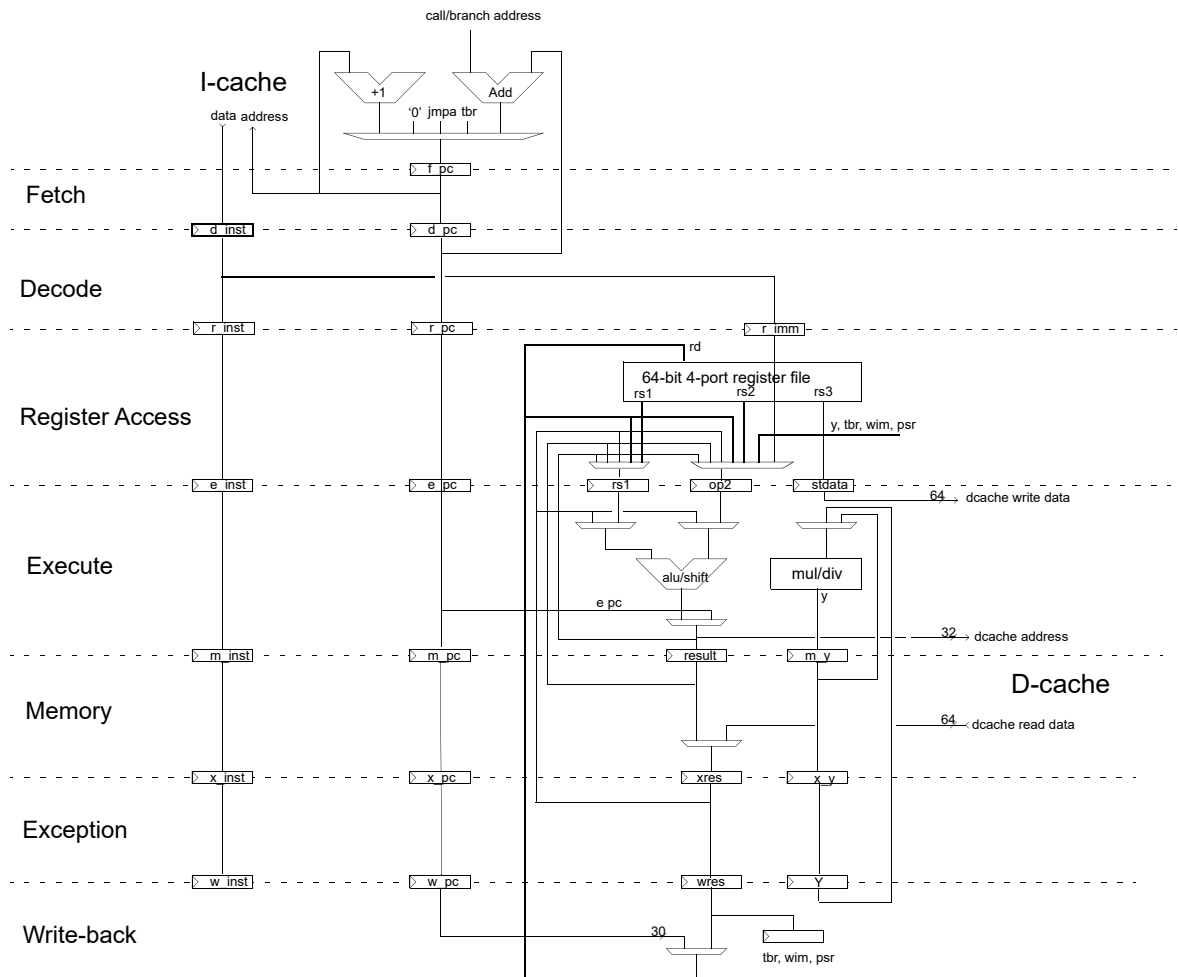 call/branch address
I-cache
+1
Add
data address
'0' jmpa tbr
f_pc
Fetch
d_inst
d_pc
Decode
r_inst
r_pc
r_imm
rd
64-bit 4-port register file
rs1
rs2
rs3
Register Access
y, tbr, wim, psr
e_inst
e_pc
rs1
op2
stdata
64
dcache write data
Execute
alu/shift
mul/div
y
e pc
32
dcache address
m_inst
m_pc
result
m_y
D-cache
Memory
64
dcache read data
x_inst
x_pc
xres
x_y
Exception
w_inst
w_pc
wres
Y
Write-back
30
tbr, wim, psr